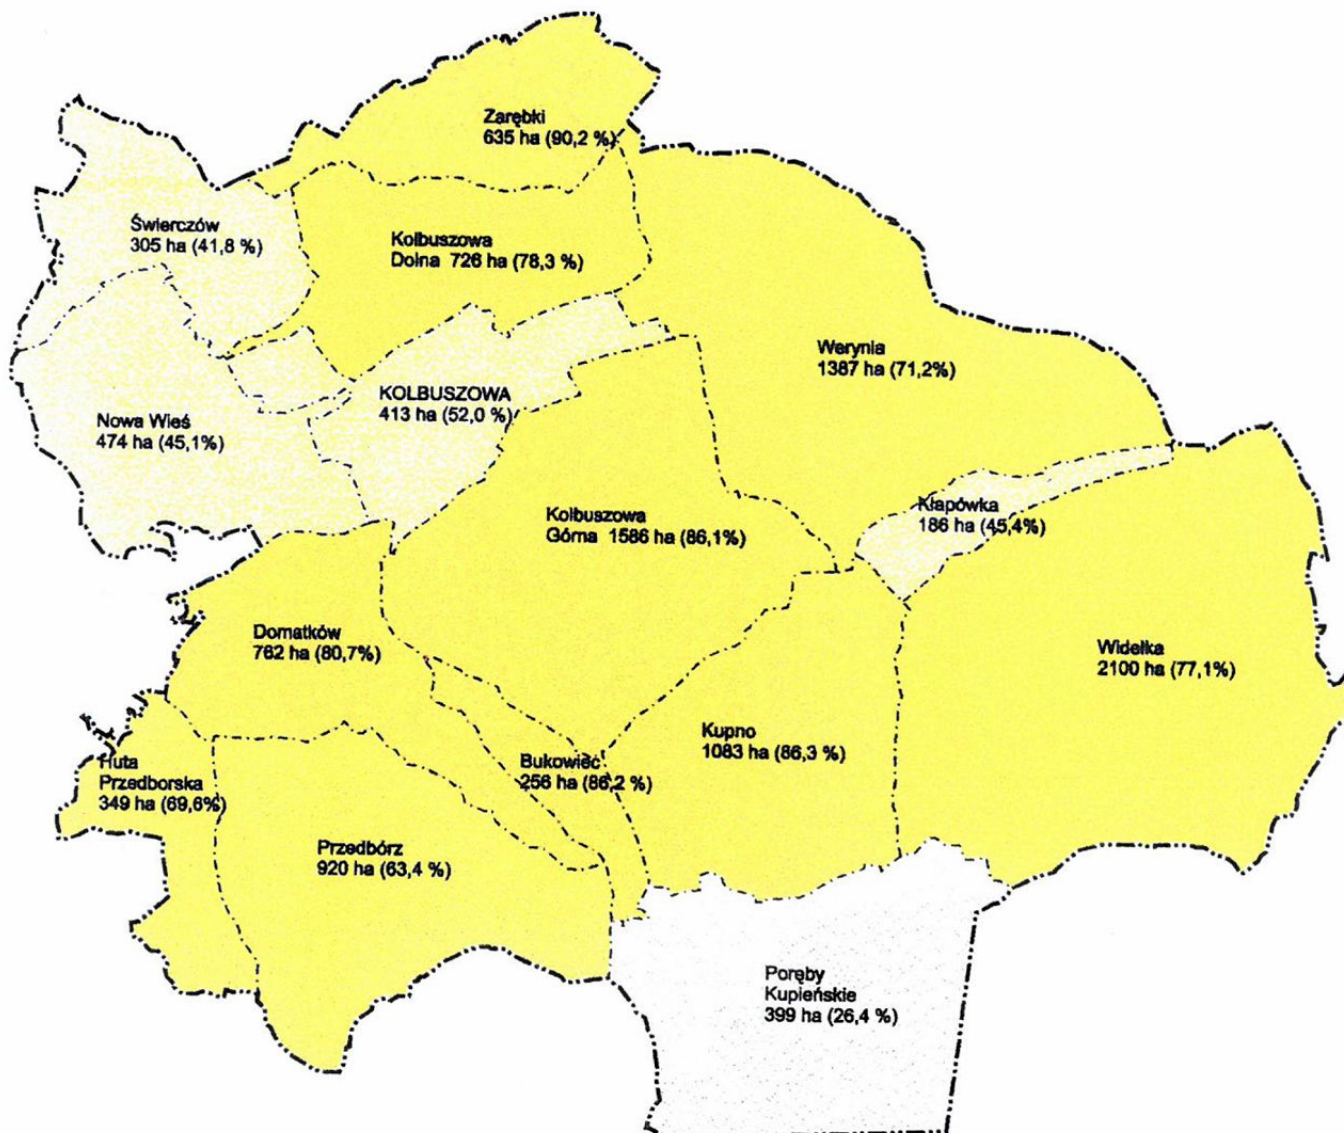 Zarębki
635 ha (90,2 %)
Świerczów
305 ha (41,8 %)
Kolbuszowa
Dolna 726 ha (78,3 %)
Werynia
1387 ha (71,2%)
KOLBUSZOWA
413 ha (52,0 %)
Nowa Wieś
474 ha (45,1%)
Kłapówka
186 ha (45,4%)
Kolbuszowa
Górna 1586 ha (86,1%)
Domatków
762 ha (80,7%)
Widełka
2100 ha (77,1%)
Kupno
1083 ha (86,3 %)
Bukowiec
256 ha (86,2 %)
Huta
Przedborska
349 ha (69,6%)
Przedbórz
920 ha (63,4 %)
Poręby
Kupieńskie
399 ha (26,4 %)